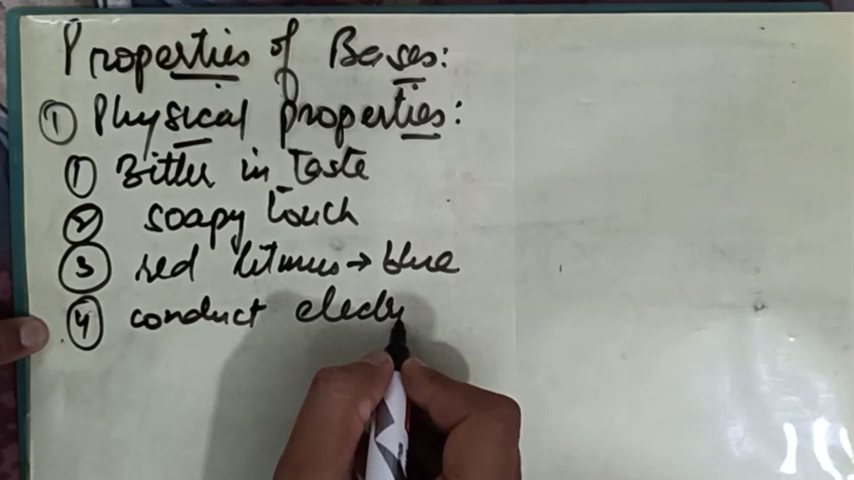 Properties of Bases:
① Physical properties:
① Bitter in taste
② soapy touch
③ red litmus → blue
④ conduct electr